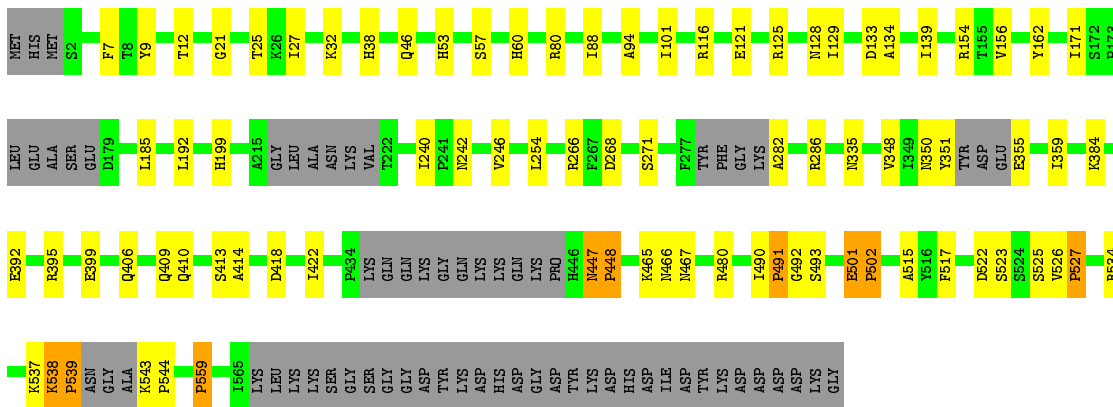 MET HIS MET S2 F7 T8 Y9 T12 G21 T25 K26 I27 K32 H38 Q46 H53 S57 H60 R80 I88 A94 I101 R116 E121 R125 N128 I129 D133 A134 I139 R154 T155 V156 Y162 I171 S172
LEU GLU ALA SER GLU D179 L185 L192 H199 A215 GLY LEU ALA ASN LYS VAL T222 I240 P241 N242 V246 L254 R266 F267 D268 S271 F277 TYR PHE GLY LYS A282 R286 N335 V348 I349 N350 Y351 TYR ASP GLU E355 I359 K384
E392 R395 E399 Q406 Q409 Q410 S413 A414 D418 I422 P434 LYS GLN GLN LYS GLY GLN LYS LYS GLN LYS PRO H446 N447 P448 K465 N466 N467 R480 I490 P491 G492 S493 E501 P502 A515 Y516 F517 D522 S523 S524 S525 V526 P527
K537 K538 P539 ASN GLY ALA K543 P544 P559 I565 LYS LEU LYS LYS SER GLY SER GLY GLY ASP TYR LYS ASP HIS ASP GLY ASP TYR LYS ASP HIS ASP ILE ASP TYR LYS ASP ASP ASP ASP LYS GLY